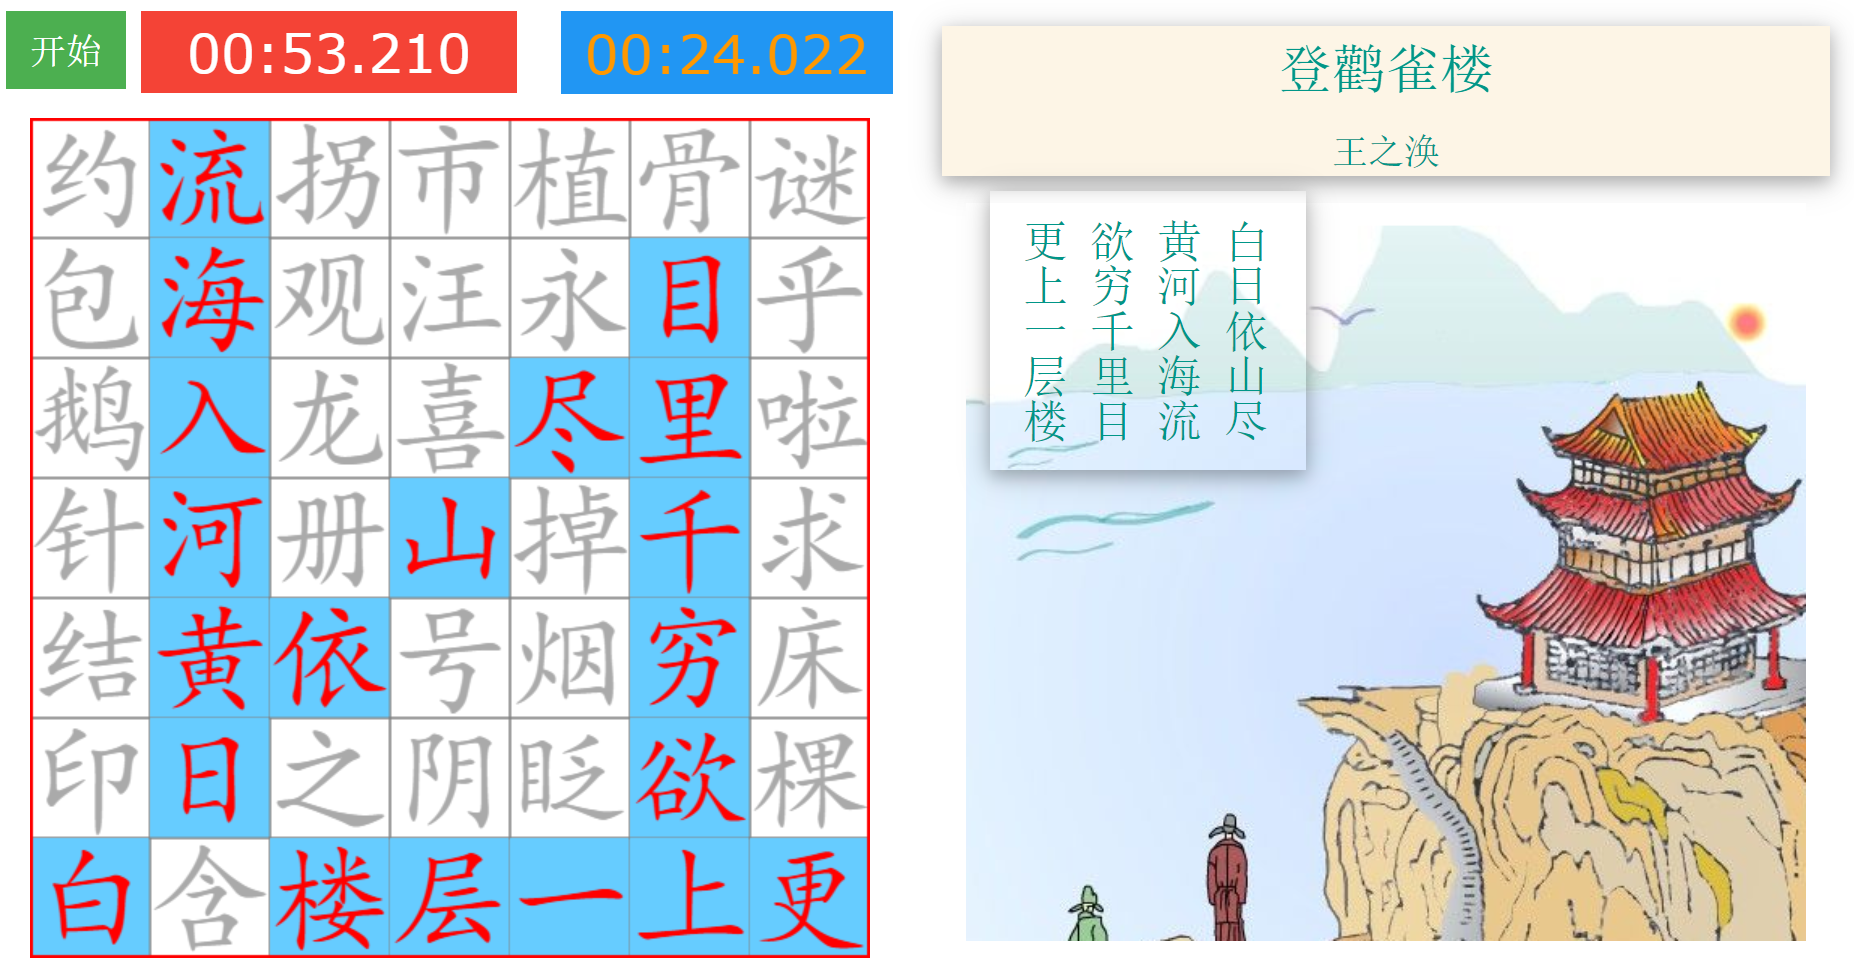 开始
00:53.210
00:24.022
约流拐市植骨谜
包海观汪永目乎
鹅入龙喜尽里啦
针河册山掉千求
结黄依号烟穷床
印日之阴眨欲棵
白含楼层一上更
登鹳雀楼
王之涣
白日依山尽
黄河入海流
欲穷千里目
更上一层楼